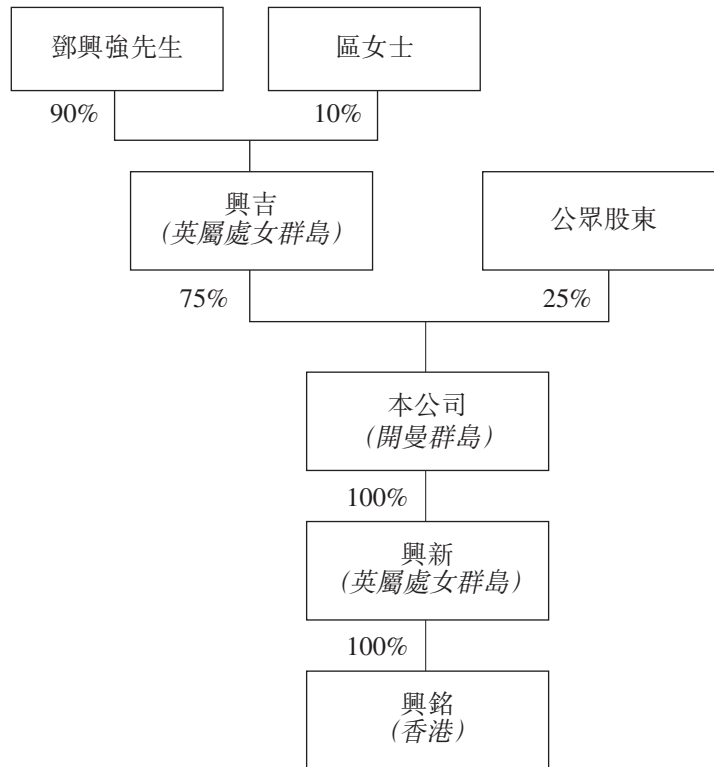 鄧興強先生
區女士
90%
10%
興吉
(英屬處女群島)
公眾股東
75%
25%
本公司
(開曼群島)
100%
興新
(英屬處女群島)
100%
興銘
(香港)